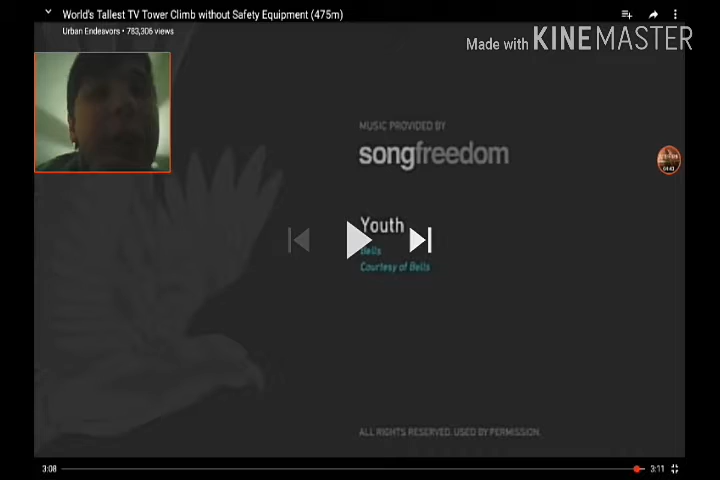 World's Tallest TV Tower Climb without Safety Equipment (475m)
Urban Endeavors • 783,306 views
Made with KINEMASTER
MUSIC PROVIDED BY
songfreedom
Youth
Bells
Courtesy of Bells
ALL RIGHTS RESERVED. USED BY PERMISSION.
3:08
3:11